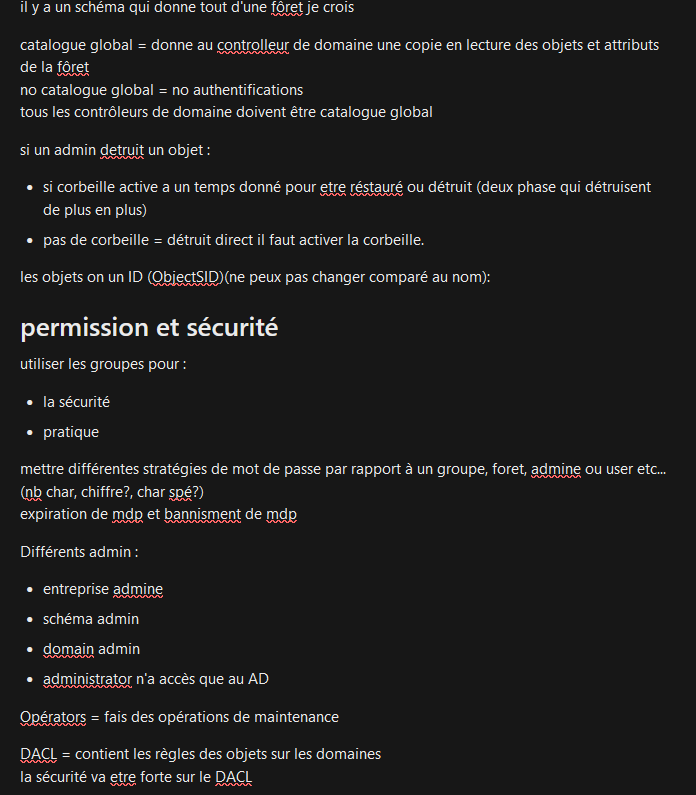 il y a un schéma qui donne tout d'une fôret je crois
catalogue global = donne au controlleur de domaine une copie en lecture des objets et attributs
de la fôret
no catalogue global = no authentifications
tous les contrôleurs de domaine doivent être catalogue global
si un admin detruit un objet :
si corbeille active a un temps donné pour etre réstauré ou détruit (deux phase qui détruisent
de plus en plus)
pas de corbeille = détruit direct il faut activer la corbeille.
les objets on un ID (ObjectSID)(ne peux pas changer comparé au nom):
permission et sécurité
utiliser les groupes pour :
la sécurité
pratique
mettre différentes stratégies de mot de passe par rapport à un groupe, foret, admine ou user etc...
(nb char, chiffre?, char spé?)
expiration de mdp et bannisment de mdp
Différents admin :
entreprise admine
schéma admin
domain admin
administrator n'a accès que au AD
Opérators = fais des opérations de maintenance
DACL = contient les règles des objets sur les domaines
la sécurité va etre forte sur le DACL